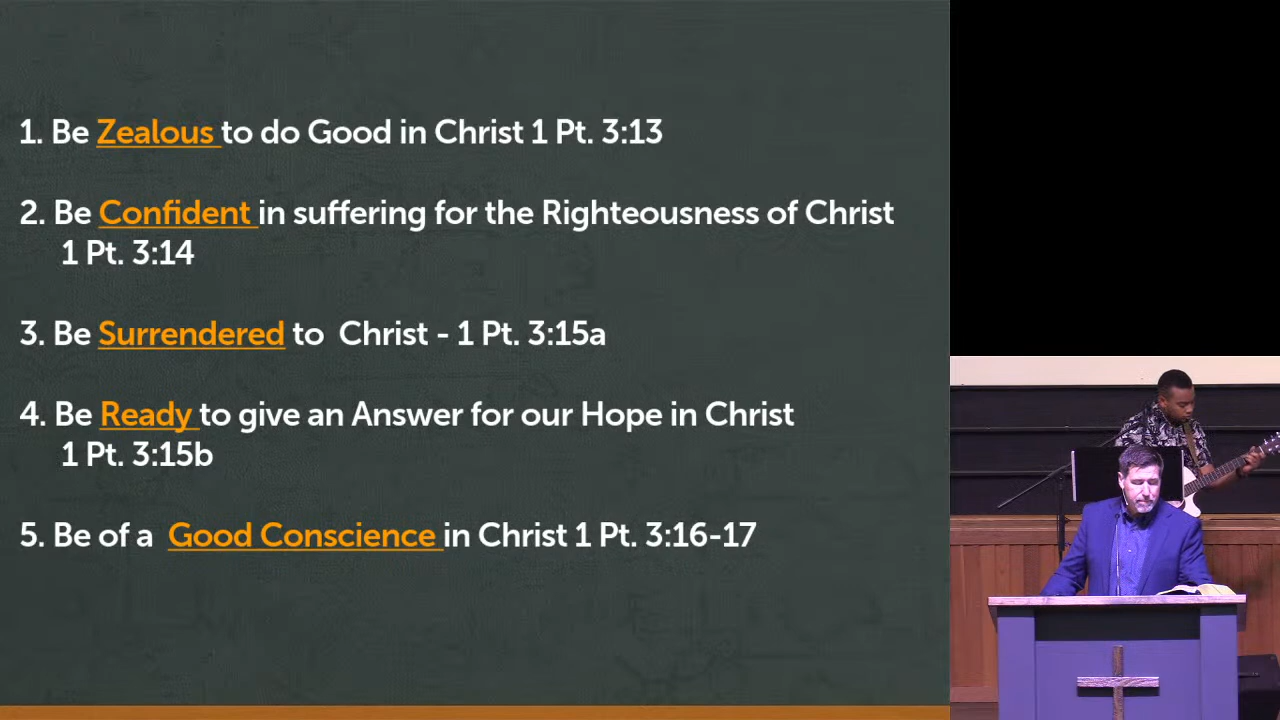 1. Be Zealous to do Good in Christ 1 Pt. 3:13
2. Be Confident in suffering for the Righteousness of Christ
1 Pt. 3:14
3. Be Surrendered to Christ - 1 Pt. 3:15a
4. Be Ready to give an Answer for our Hope in Christ
1 Pt. 3:15b
5. Be of a Good Conscience in Christ 1 Pt. 3:16-17